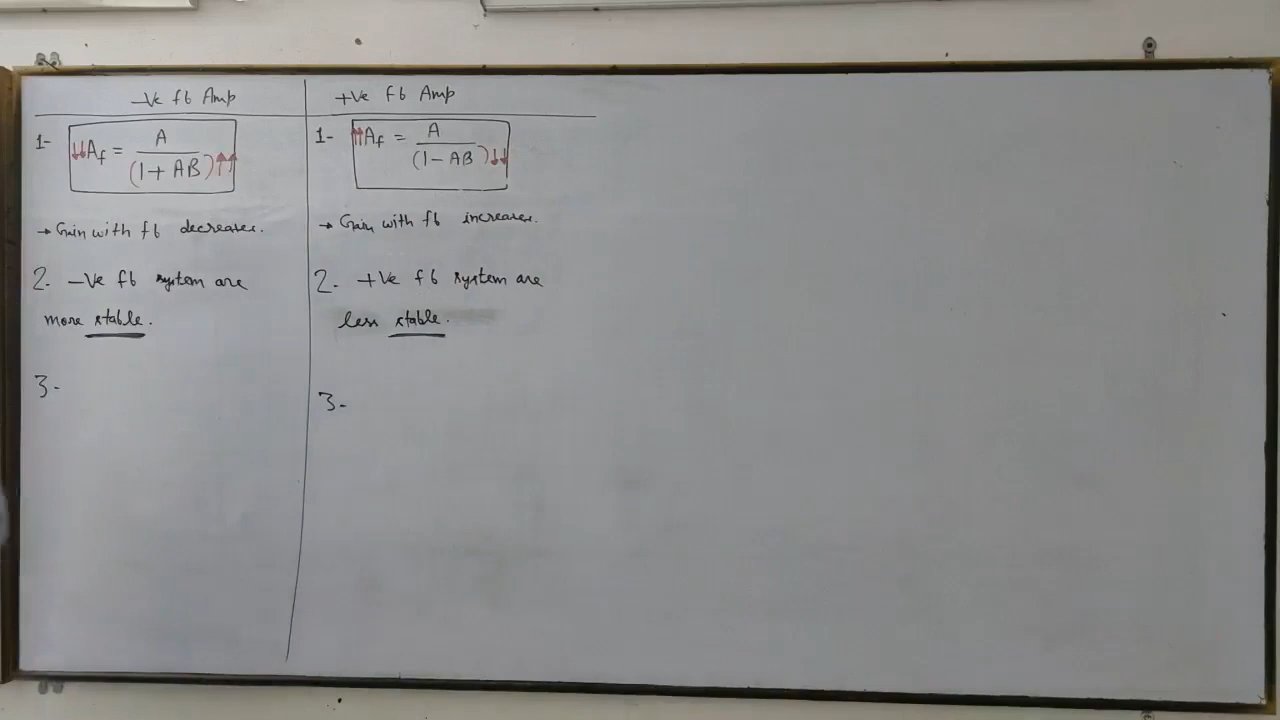 -Ve fb Amp
1- ↓↓Af = A / (1 + AB) ↑↑
→ Gain with fb decreases.
2. -Ve fb system are
more stable.
3-
+Ve fb Amp
1- ↑↑Af = A / (1 - AB) ↓↓
→ Gain with fb increases.
2. +Ve fb system are
less stable.
3-